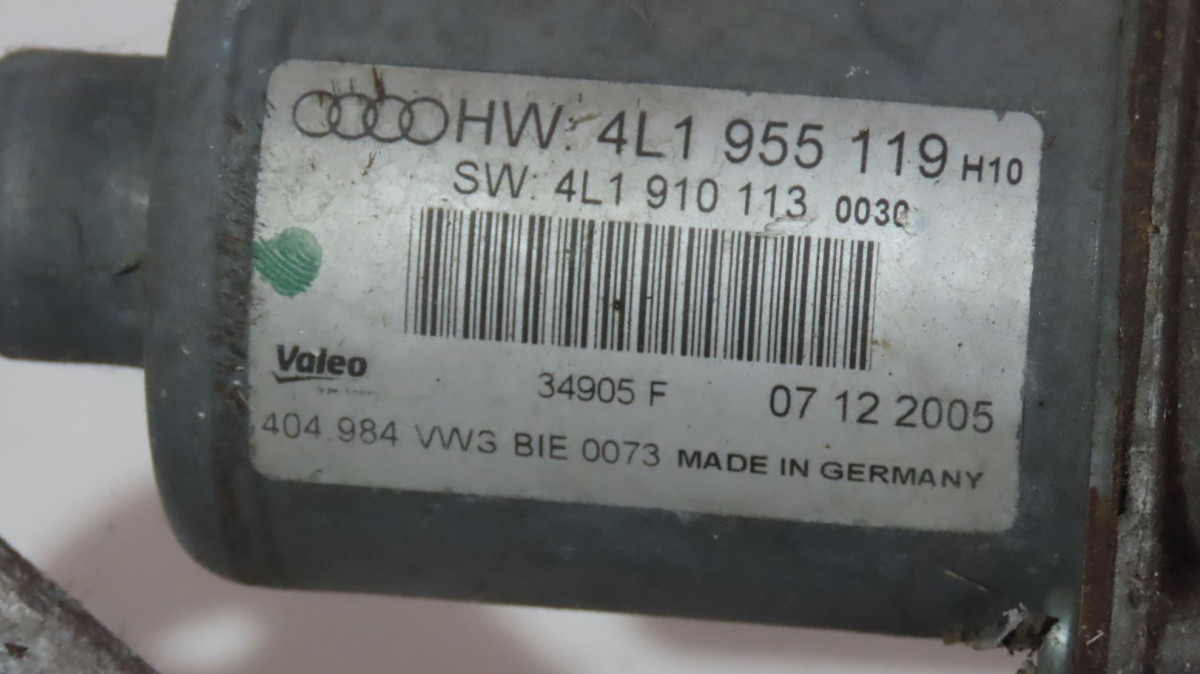 HW: 4L1 955 119 H10
SW: 4L1 910 113 0030
Valeo
34905 F 07 12 2005
404.984 VW3 BIE 0073 MADE IN GERMANY